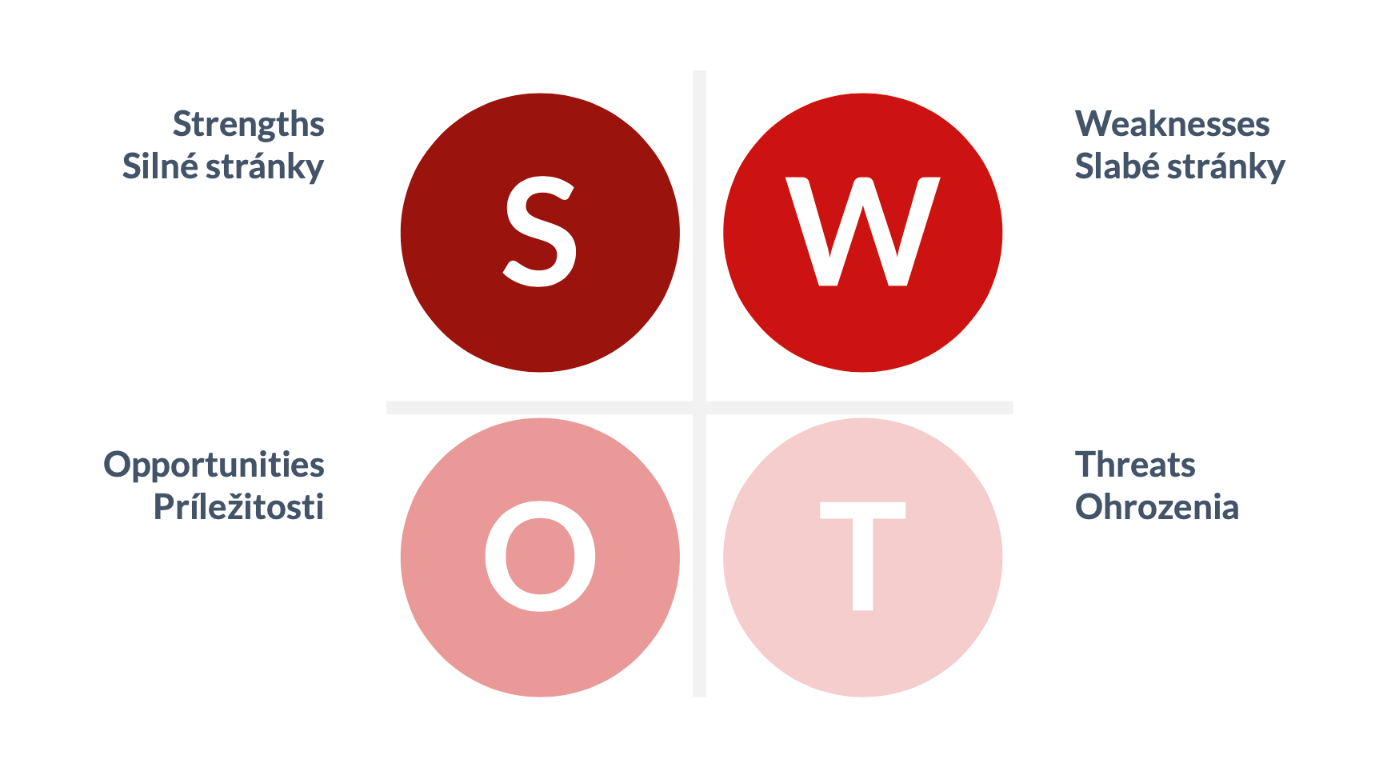 Strengths
Silné stránky
S
W
Weaknesses
Slabé stránky
Opportunities
Príležitosti
O
T
Threats
Ohrozenia